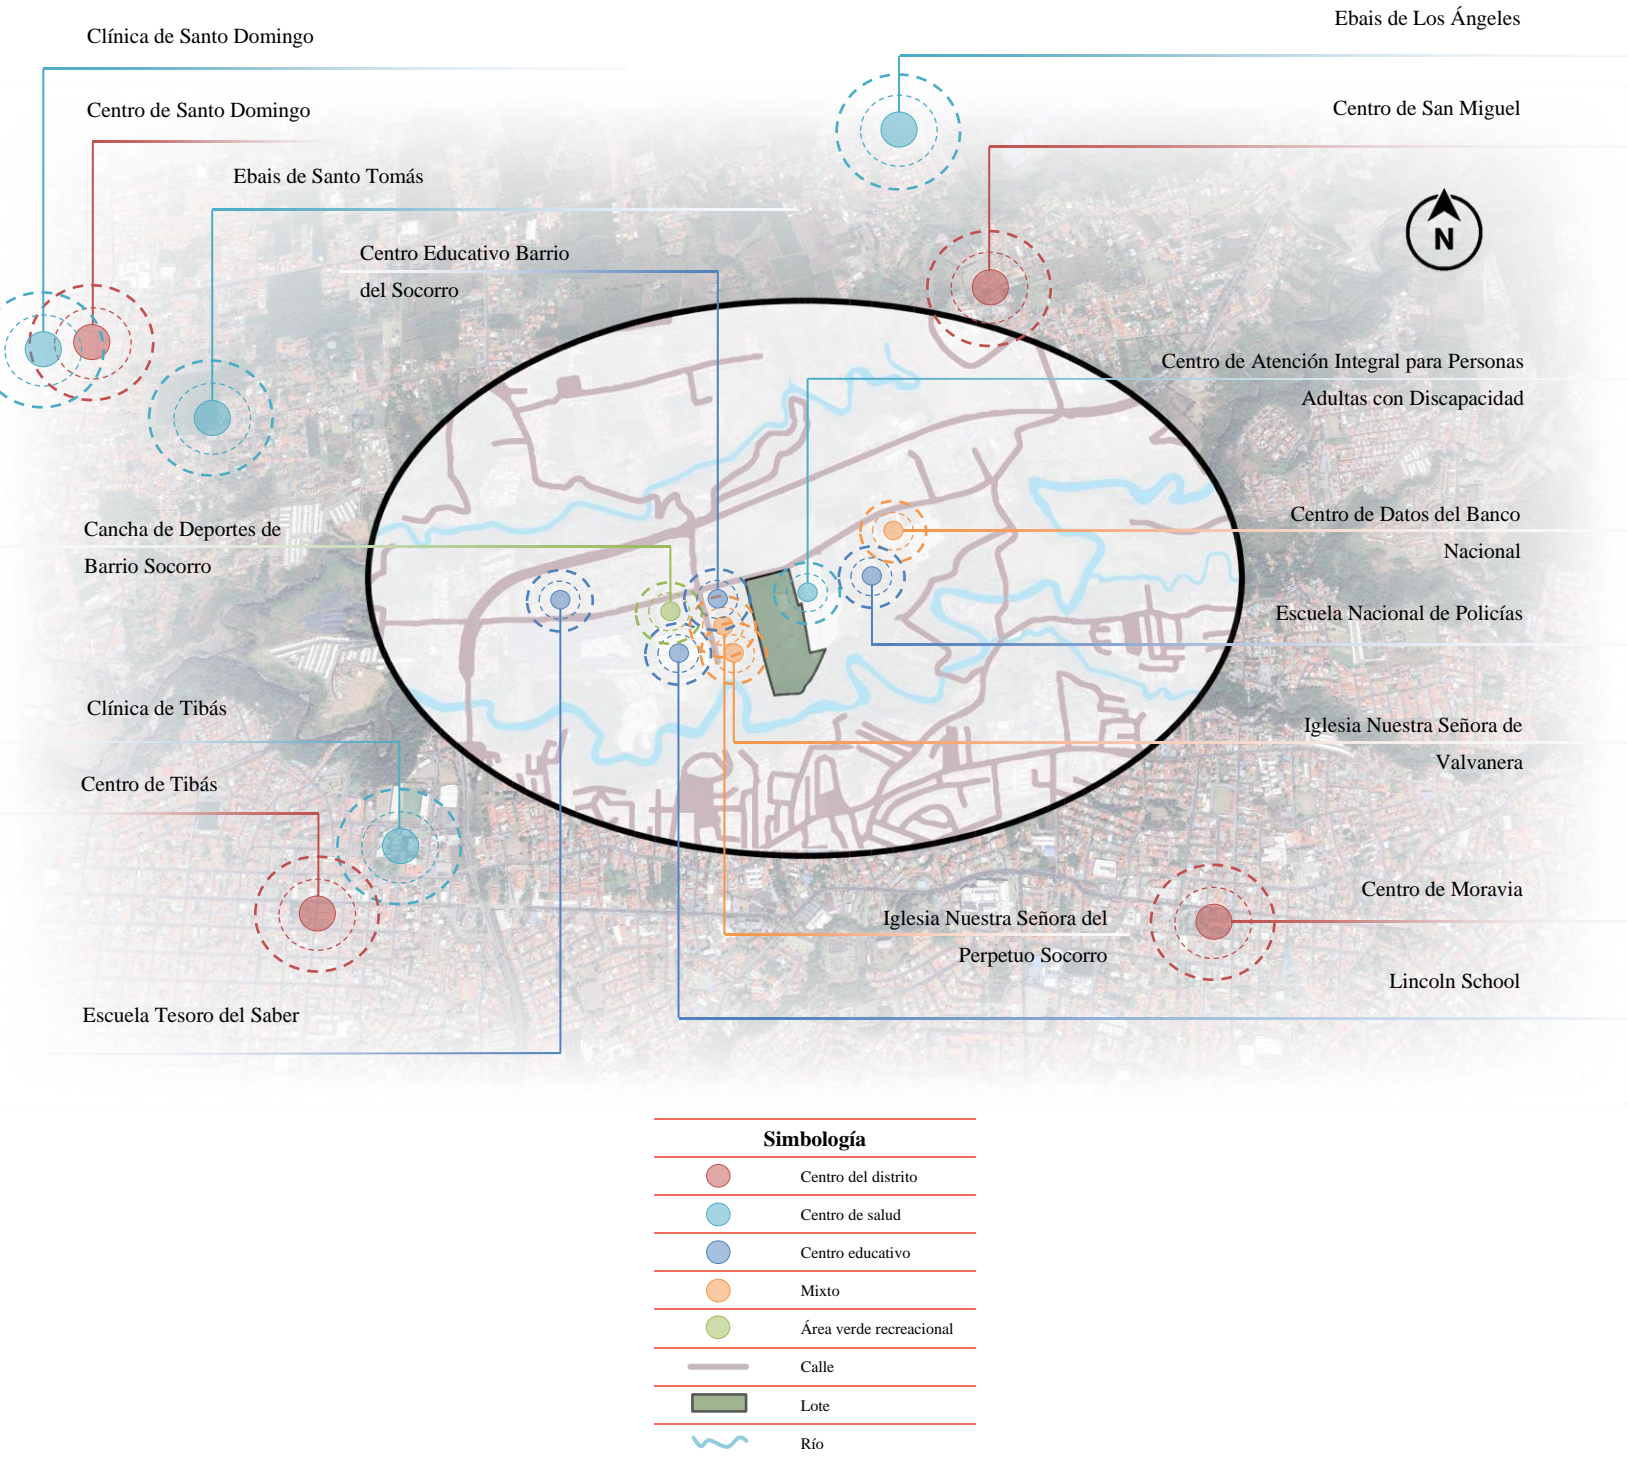 Clínica de Santo Domingo
Ebais de Los Ángeles
Centro de Santo Domingo
Centro de San Miguel
Ebais de Santo Tomás
N
Centro Educativo Barrio
del Socorro
Centro de Atención Integral para Personas
Adultas con Discapacidad
Cancha de Deportes de
Barrio Socorro
Centro de Datos del Banco
Nacional
Escuela Nacional de Policías
Clínica de Tibás
Iglesia Nuestra Señora de
Valvanera
Centro de Tibás
Centro de Moravia
Iglesia Nuestra Señora del
Perpetuo Socorro
Lincoln School
Escuela Tesoro del Saber
Simbología
Centro del distrito
Centro de salud
Centro educativo
Mixto
Área verde recreacional
Calle
Lote
Río